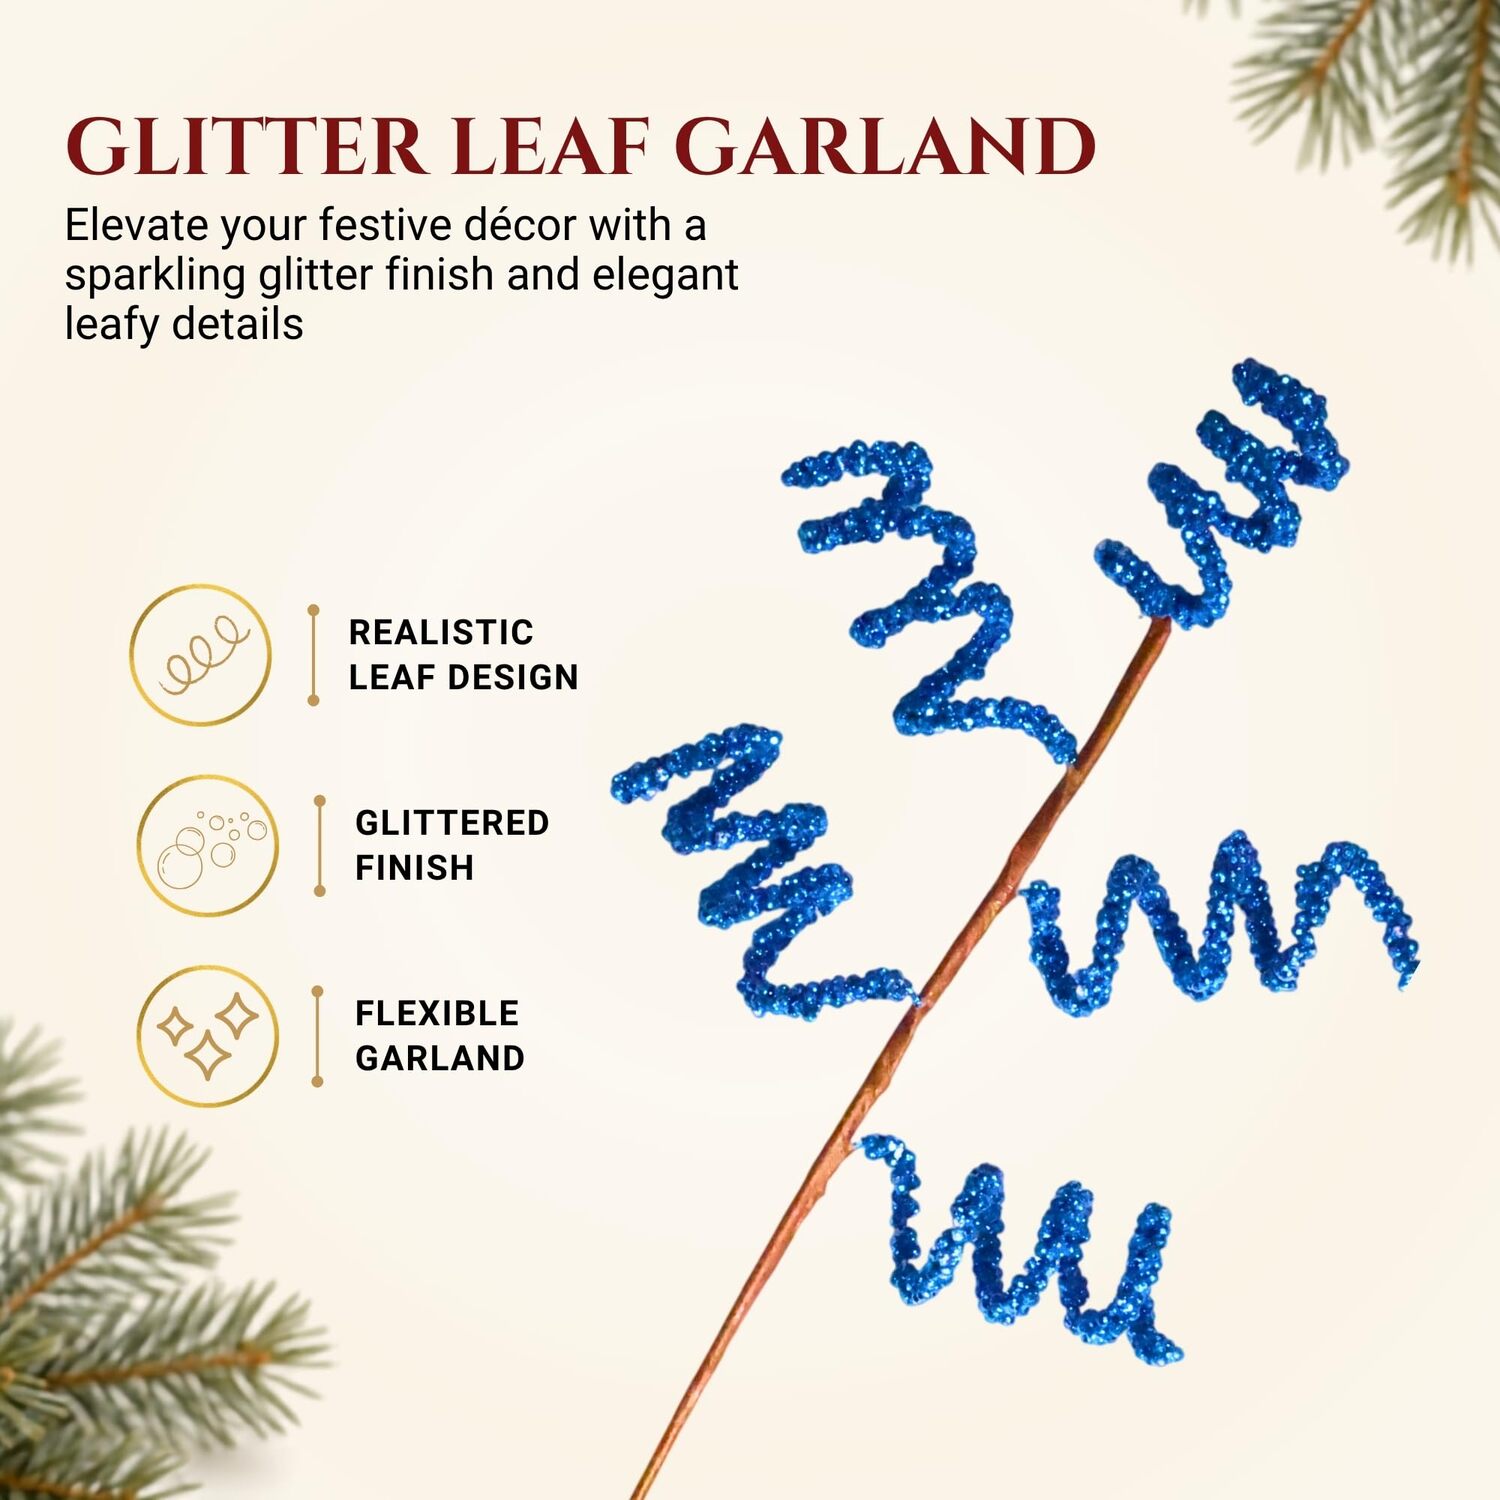 GLITTER LEAF GARLAND
Elevate your festive décor with a
sparkling glitter finish and elegant
leafy details
REALISTIC
LEAF DESIGN
GLITTERED
FINISH
FLEXIBLE
GARLAND